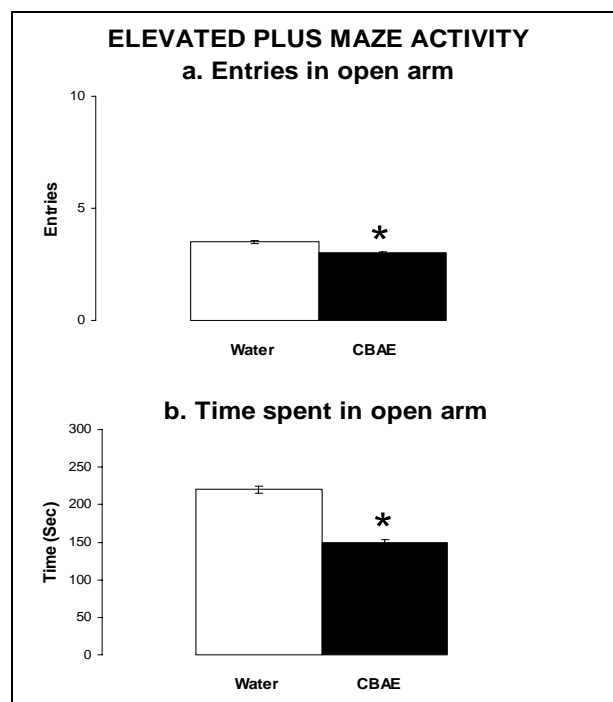 ELEVATED PLUS MAZE ACTIVITY
a. Entries in open arm
10
5
0
Entries
*
Water CBAE
b. Time spent in open arm
300
250
200
150
100
50
0
Time (Sec)
*
Water CBAE